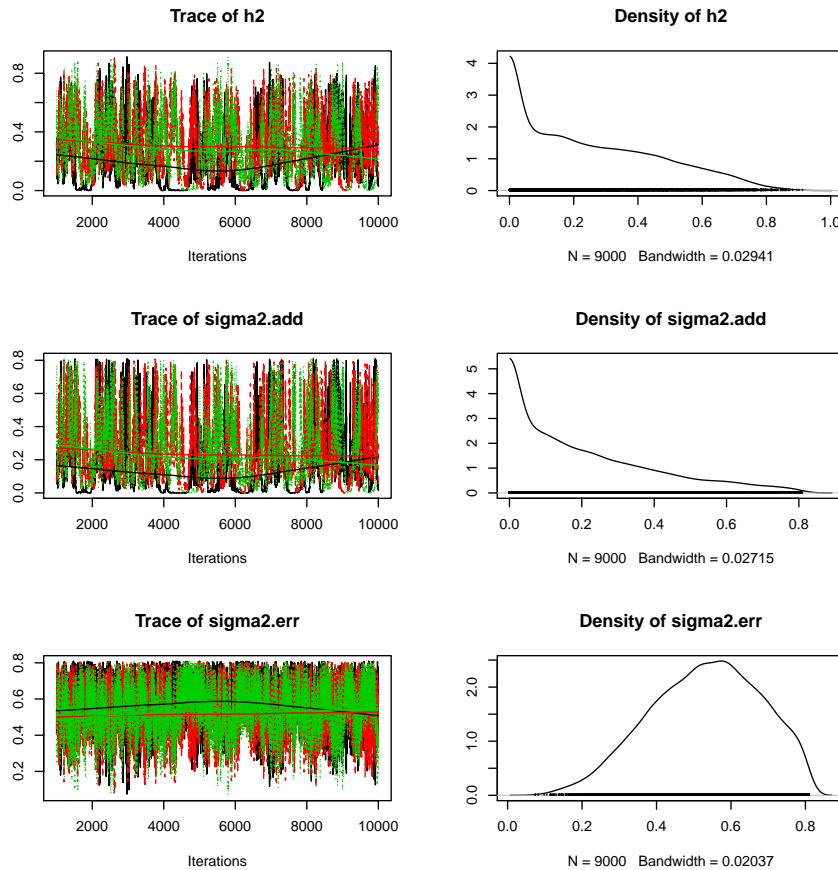 Trace of h2
0.0 0.4 0.8
2000 4000 6000 8000 10000
Iterations
Density of h2
0 1 2 3 4
0.0 0.2 0.4 0.6 0.8 1.0
N = 9000 Bandwidth = 0.02941
Trace of sigma2.add
0.0 0.2 0.4 0.6 0.8
2000 4000 6000 8000 10000
Iterations
Density of sigma2.add
0 1 2 3 4 5
0.0 0.2 0.4 0.6 0.8
N = 9000 Bandwidth = 0.02715
Trace of sigma2.err
0.2 0.4 0.6 0.8
2000 4000 6000 8000 10000
Iterations
Density of sigma2.err
0.0 1.0 2.0
0.0 0.2 0.4 0.6 0.8
N = 9000 Bandwidth = 0.02037